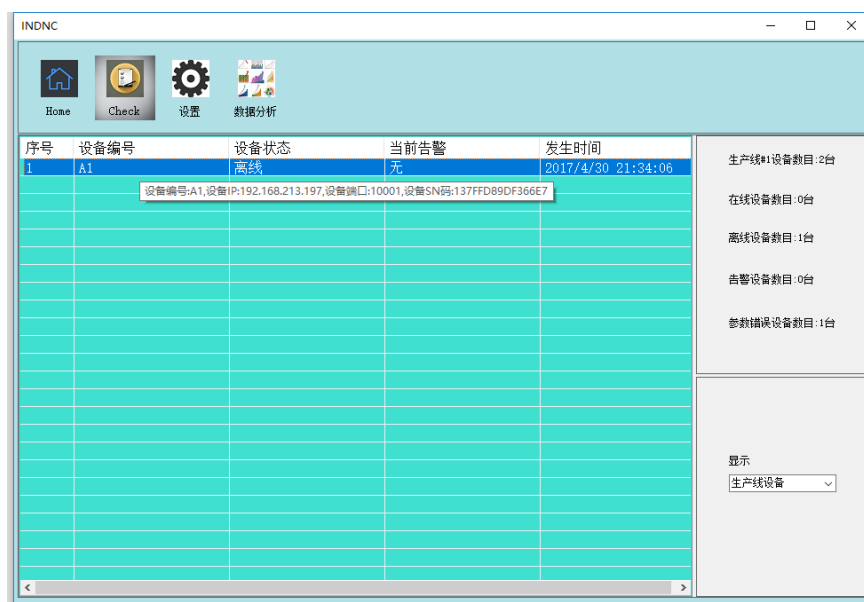 INDNC
Home Check 设置 数据分析
序号 设备编号 设备状态 当前告警 发生时间
1 A1 离线 无 2017/4/30 21:34:06
设备编号:A1,设备IP:192.168.213.197,设备端口:10001,设备SN码:137FFD89DF366E7
生产线#1设备数目:2台
在线设备数目:0台
离线设备数目:1台
告警设备数目:0台
参数错误设备数目:1台
显示
生产线设备